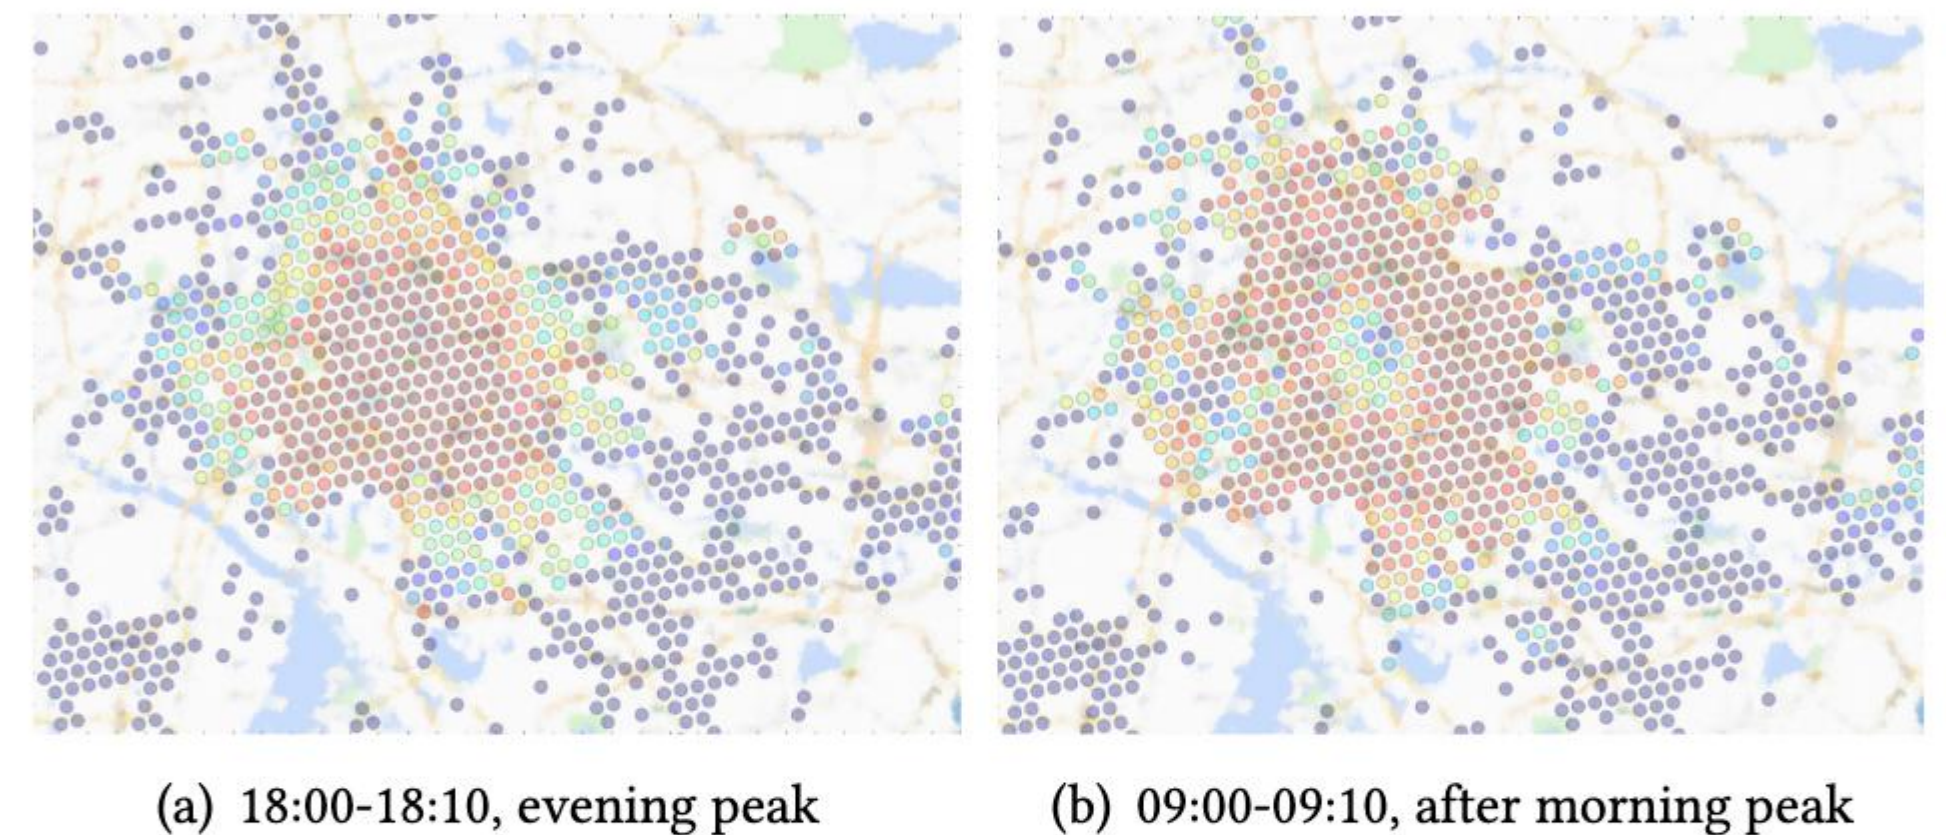 (a) 18:00-18:10, evening peak
(b) 09:00-09:10, after morning peak